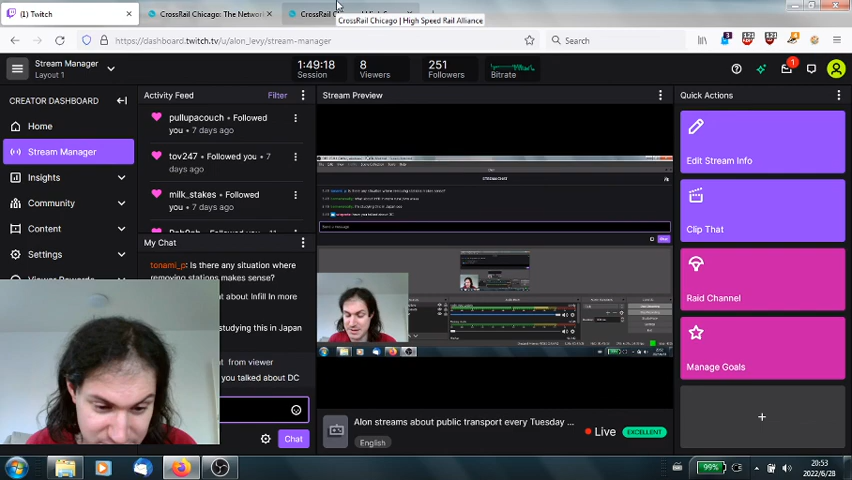 (1) Twitch
CrossRail Chicago: The Network
CrossRail C
CrossRail Chicago | High Speed Rail Alliance
https://dashboard.twitch.tv/u/alon_levy/stream-manager
Search
Stream Manager
Layout 1
1:49:18
Session
8
Viewers
251
Followers
Bitrate
1
CREATOR DASHBOARD
Home
Stream Manager
Insights
Community
Content
Settings
Activity Feed
Filter
pullupacouch • Followed
you • 7 days ago
tov247 • Followed you • 7
days ago
milk_stakes • Followed
you • 7 days ago
My Chat
tonami_p: Is there any situation where
removing stations makes sense?
t about Infill In more
studying this in Japan
from viewer
you talked about DC
Chat
Stream Preview
STREAM CHAT
Alon streams about public transport every Tuesday ...
English
Live
EXCELLENT
Quick Actions
Edit Stream Info
Clip That
Raid Channel
Manage Goals
99%
20:53
2022/6/28